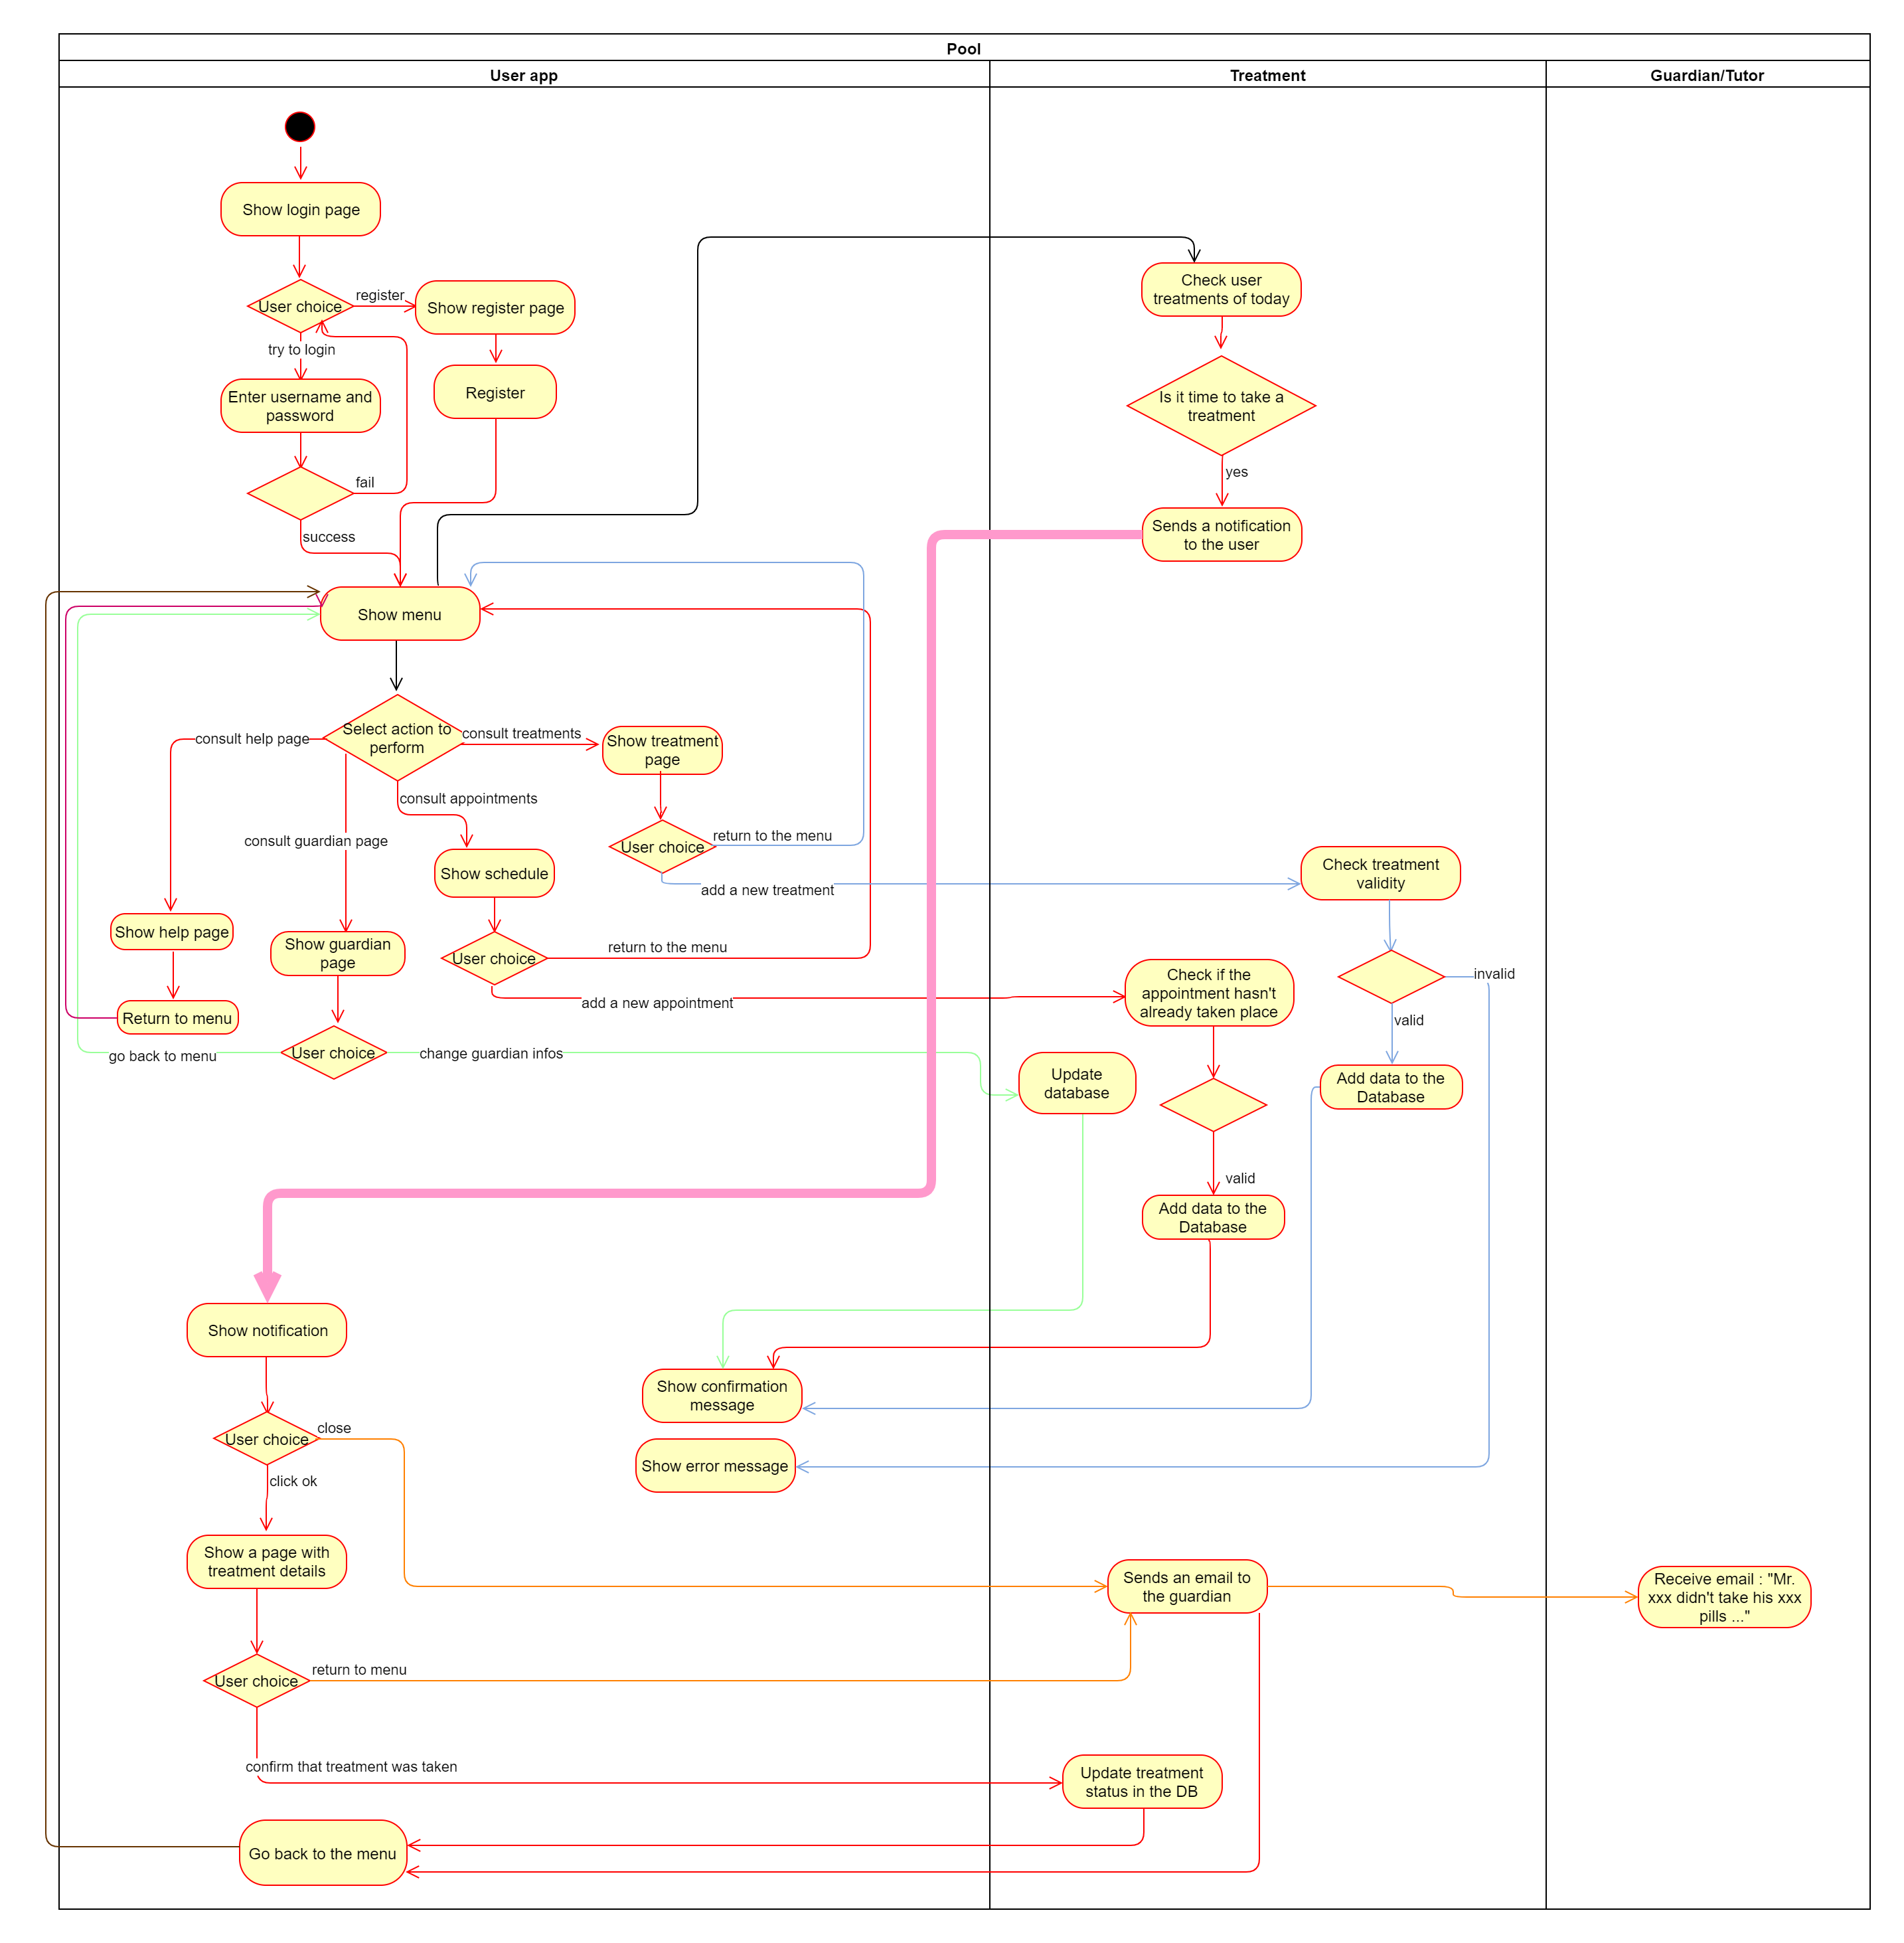 Pool
User app
Treatment
Guardian/Tutor
Show login page
User choice
register
Show register page
try to login
Enter username and
password
Register
fail
success
Check user
treatments of today
Is it time to take a
treatment
yes
Sends a notification
to the user
Show menu
Select action to
perform
consult help page
consult treatments
Show treatment
page
consult appointments
consult guardian page
User choice
return to the menu
add a new treatment
Show schedule
Check treatment
validity
Show help page
Show guardian
page
User choice
return to the menu
add a new appointment
Check if the
appointment hasn't
already taken place
invalid
valid
Return to menu
User choice
go back to menu
change guardian infos
Update
database
Add data to the
Database
valid
Add data to the
Database
Show notification
Show confirmation
message
User choice
close
Show error message
click ok
Show a page with
treatment details
Sends an email to
the guardian
Receive email : "Mr.
xxx didn't take his xxx
pills ..."
User choice
return to menu
confirm that treatment was taken
Update treatment
status in the DB
Go back to the menu